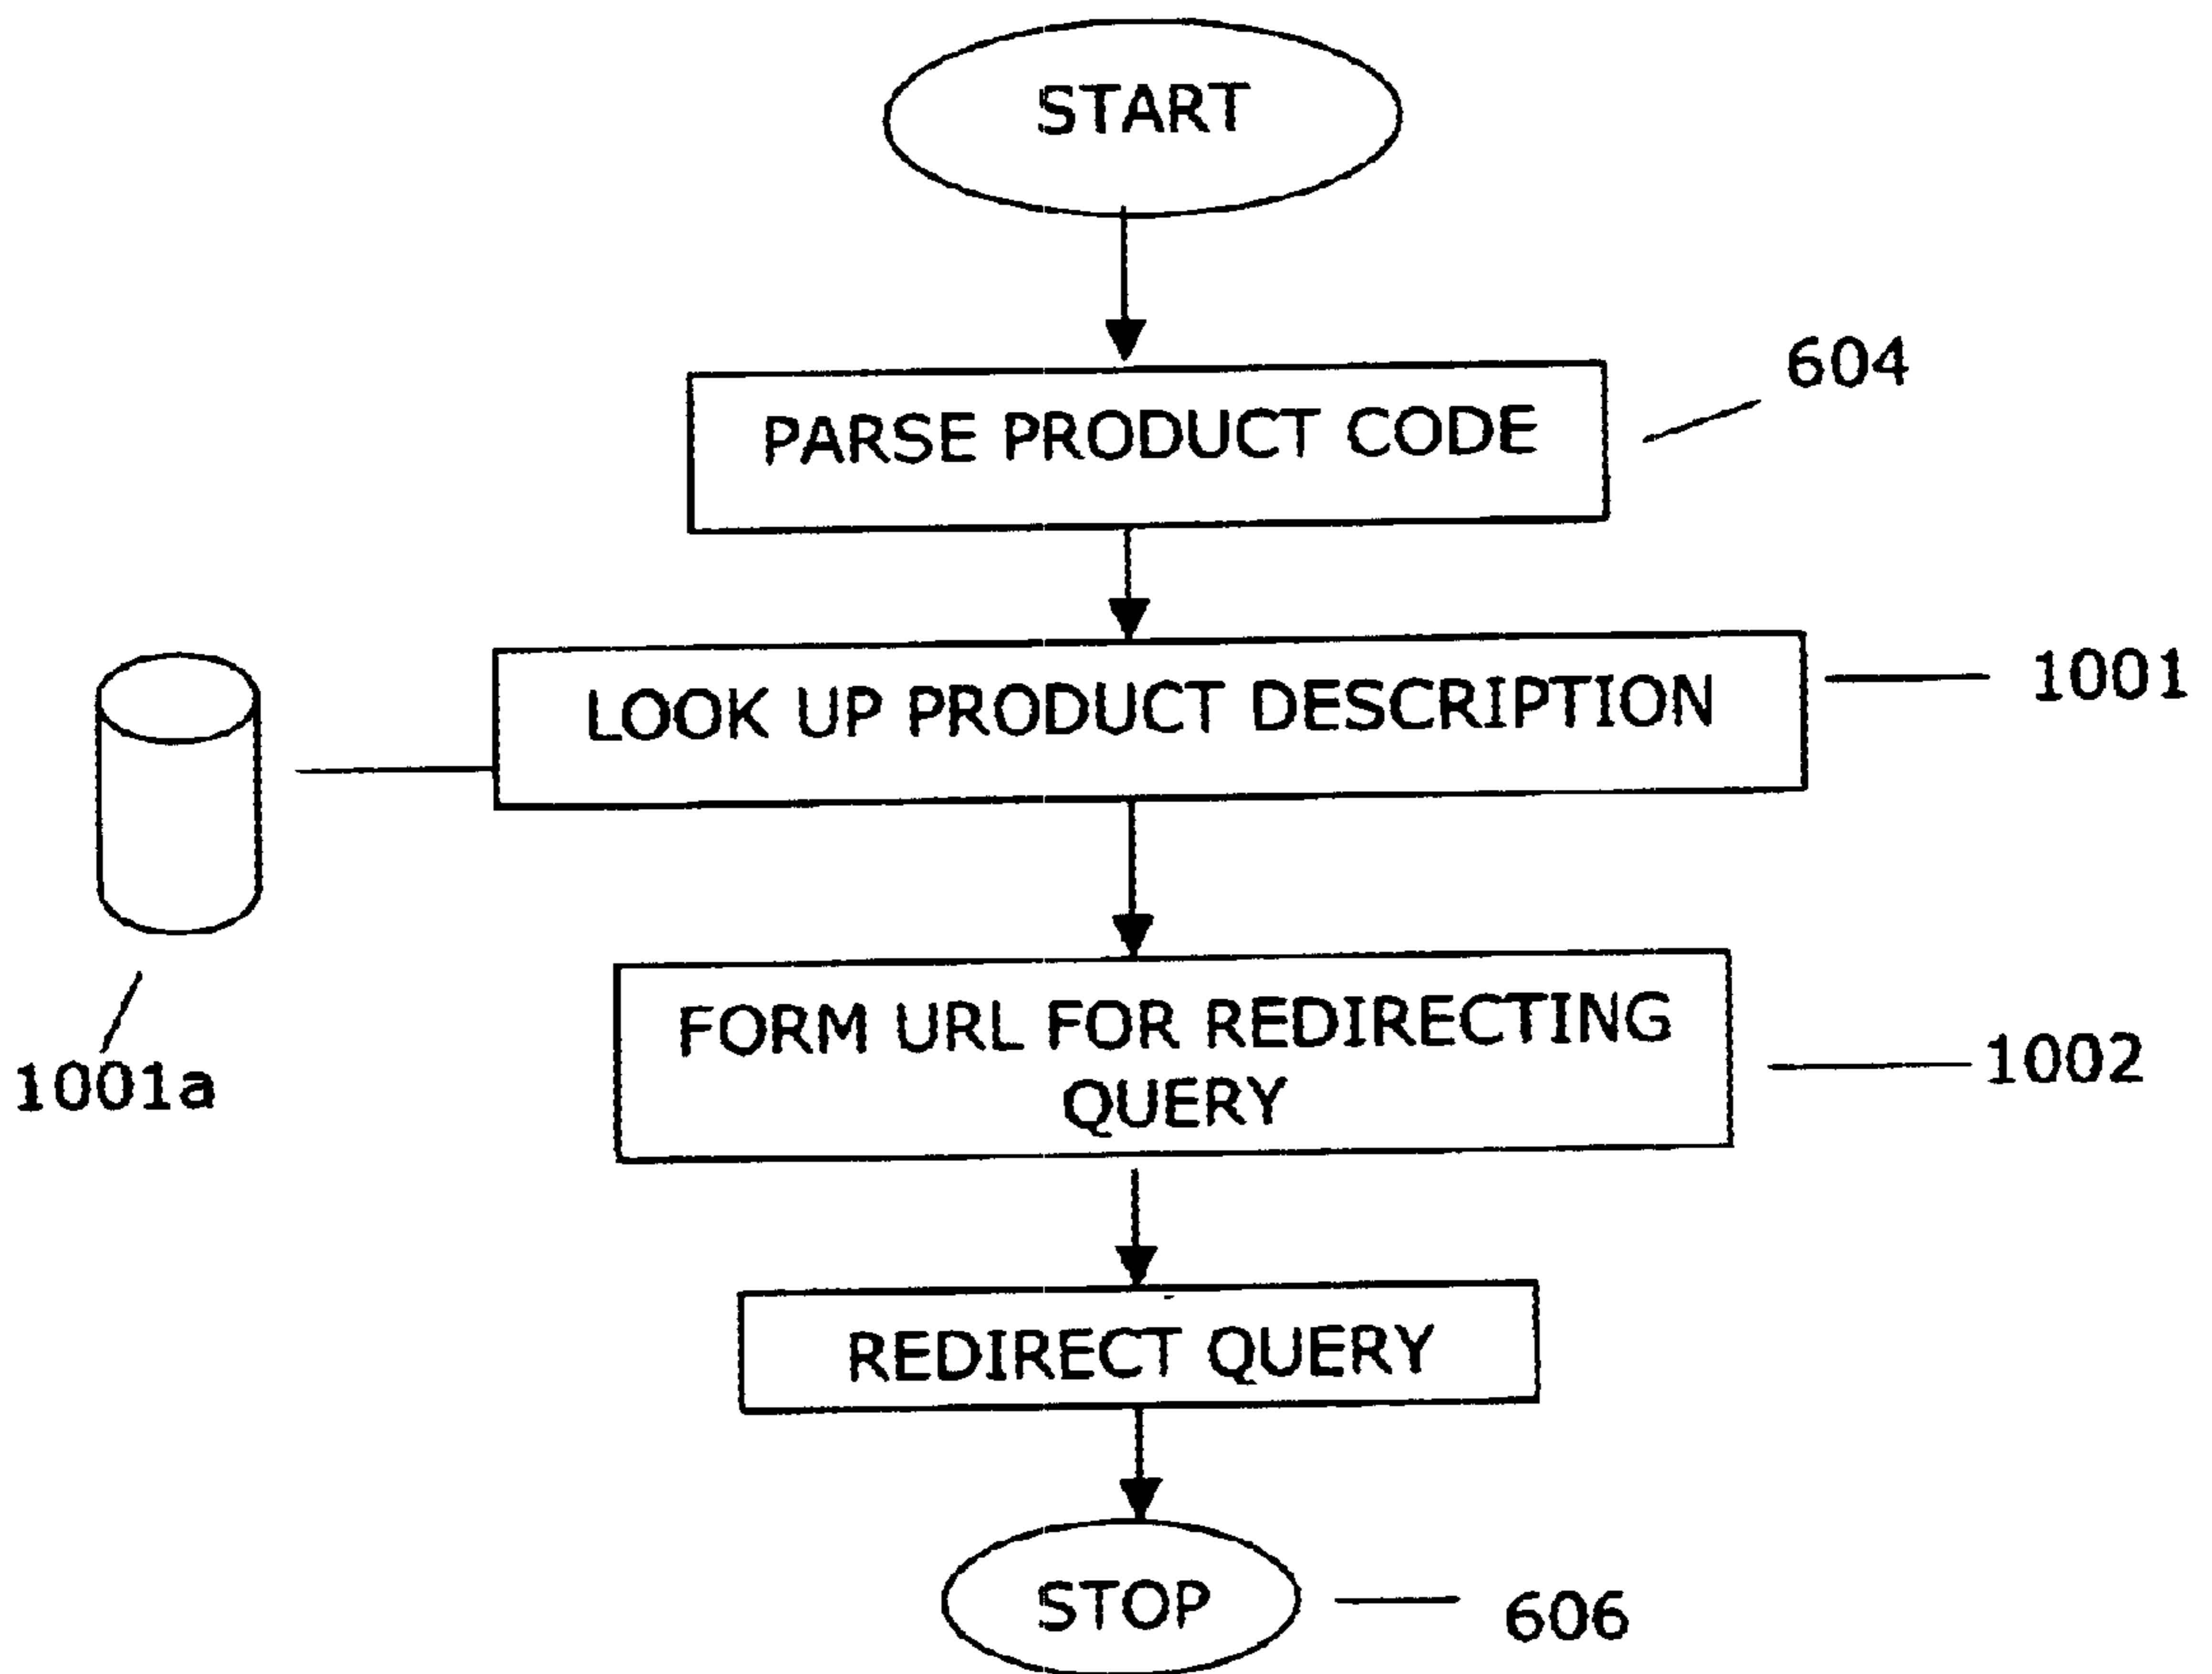 START
PARSE PRODUCT CODE
604
LOOK UP PRODUCT DESCRIPTION
1001
1001a
FORM URL FOR REDIRECTING
QUERY
1002
REDIRECT QUERY
STOP
606